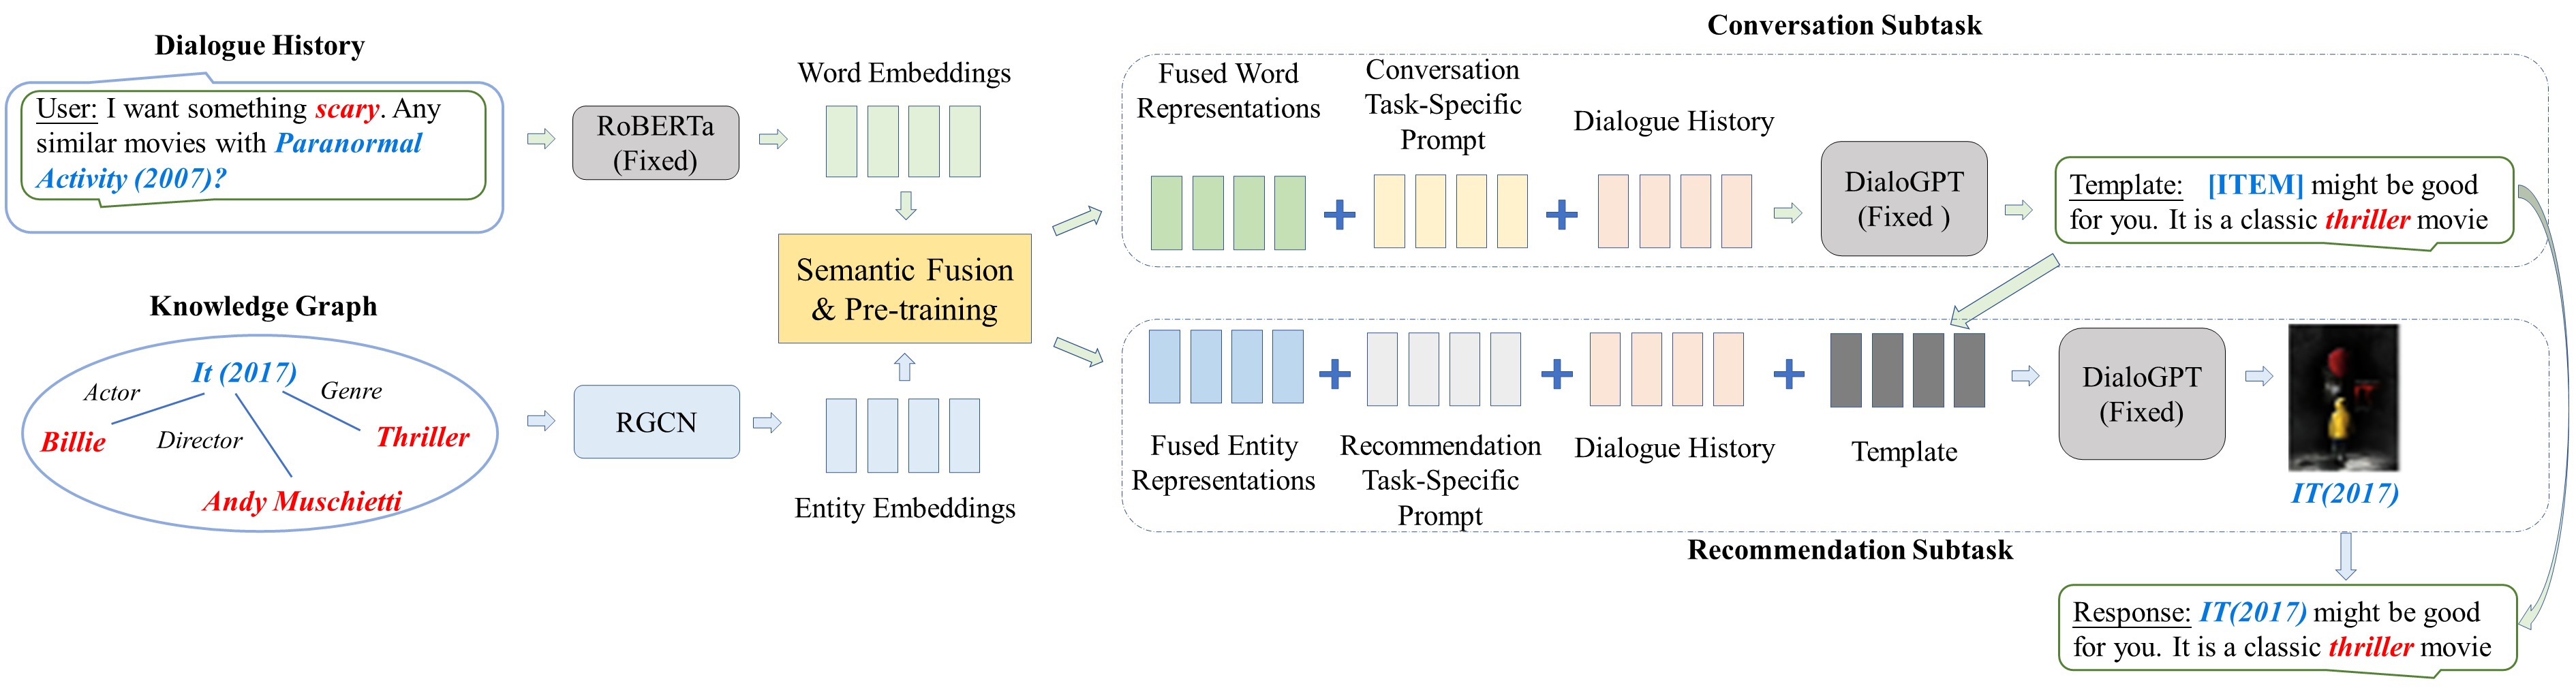 Dialogue History
User: I want something scary. Any
similar movies with Paranormal
Activity (2007)?
RoBERTa
(Fixed)
Word Embeddings
Knowledge Graph
It (2017)
Actor
Genre
Billie
Director
Thriller
Andy Muschietti
RGCN
Entity Embeddings
Semantic Fusion
& Pre-training
Conversation Subtask
Fused Word
Representations
Conversation
Task-Specific
Prompt
Dialogue History
DialoGPT
(Fixed )
Template: [ITEM] might be good
for you. It is a classic thriller movie
Fused Entity
Representations
Recommendation
Task-Specific
Prompt
Dialogue History
Template
DialoGPT
(Fixed)
IT(2017)
Recommendation Subtask
Response: IT(2017) might be good
for you. It is a classic thriller movie